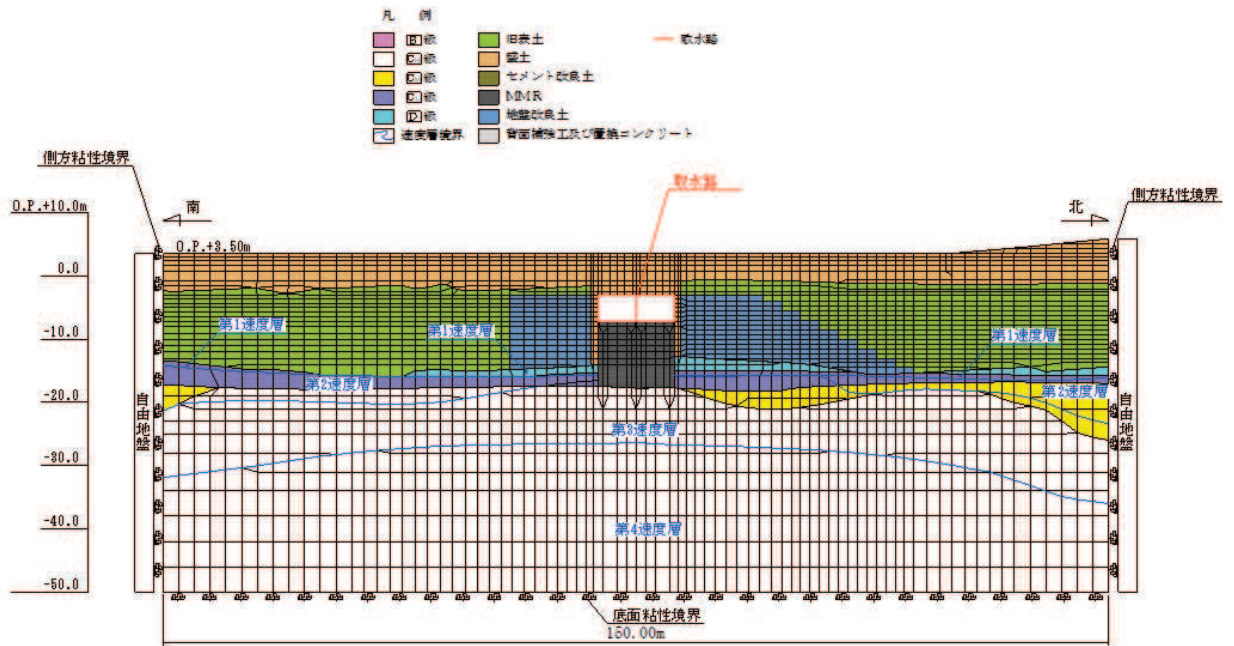 凡 例
B 級
C 級
C 級
C 級
D 級
速度層境界
旧表土
盛土
セメント改良土
MMR
地盤改良土
背面補強工及び置換コンクリート
取水路
側方粘性境界
取水路
側方粘性境界
O.P.+10.0m
南
北
O.P.+3.50m
0.0
-10.0
-20.0
-30.0
-40.0
-50.0
第1速度層
第1速度層
第1速度層
第2速度層
第2速度層
第3速度層
第4速度層
自由地盤
自由地盤
底面粘性境界
150.00m